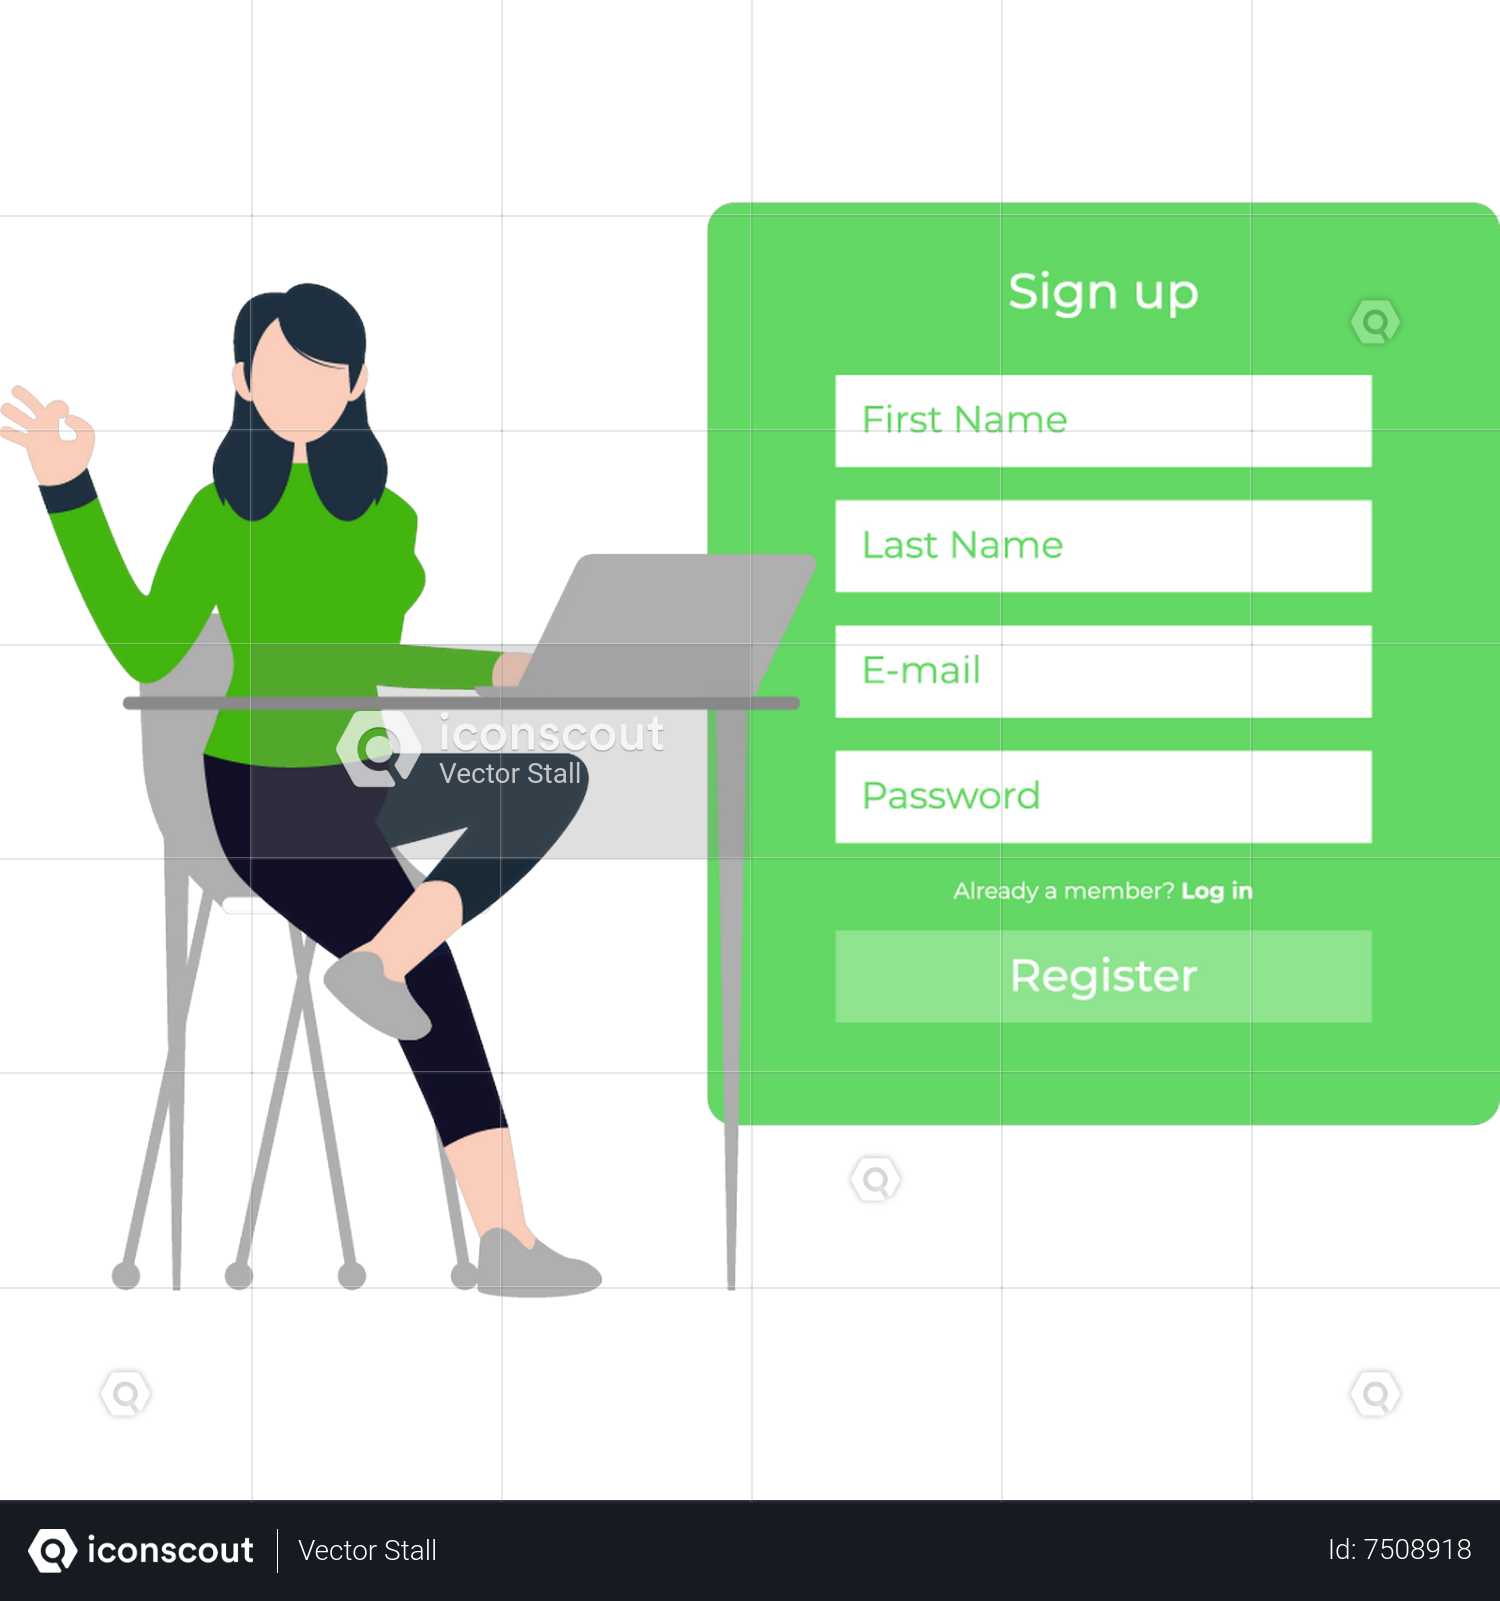 Sign up
First Name
Last Name
E-mail
Password
Already a member? Log in
Register
iconscout
Vector Stall
iconscout
Vector Stall
Id: 7508918